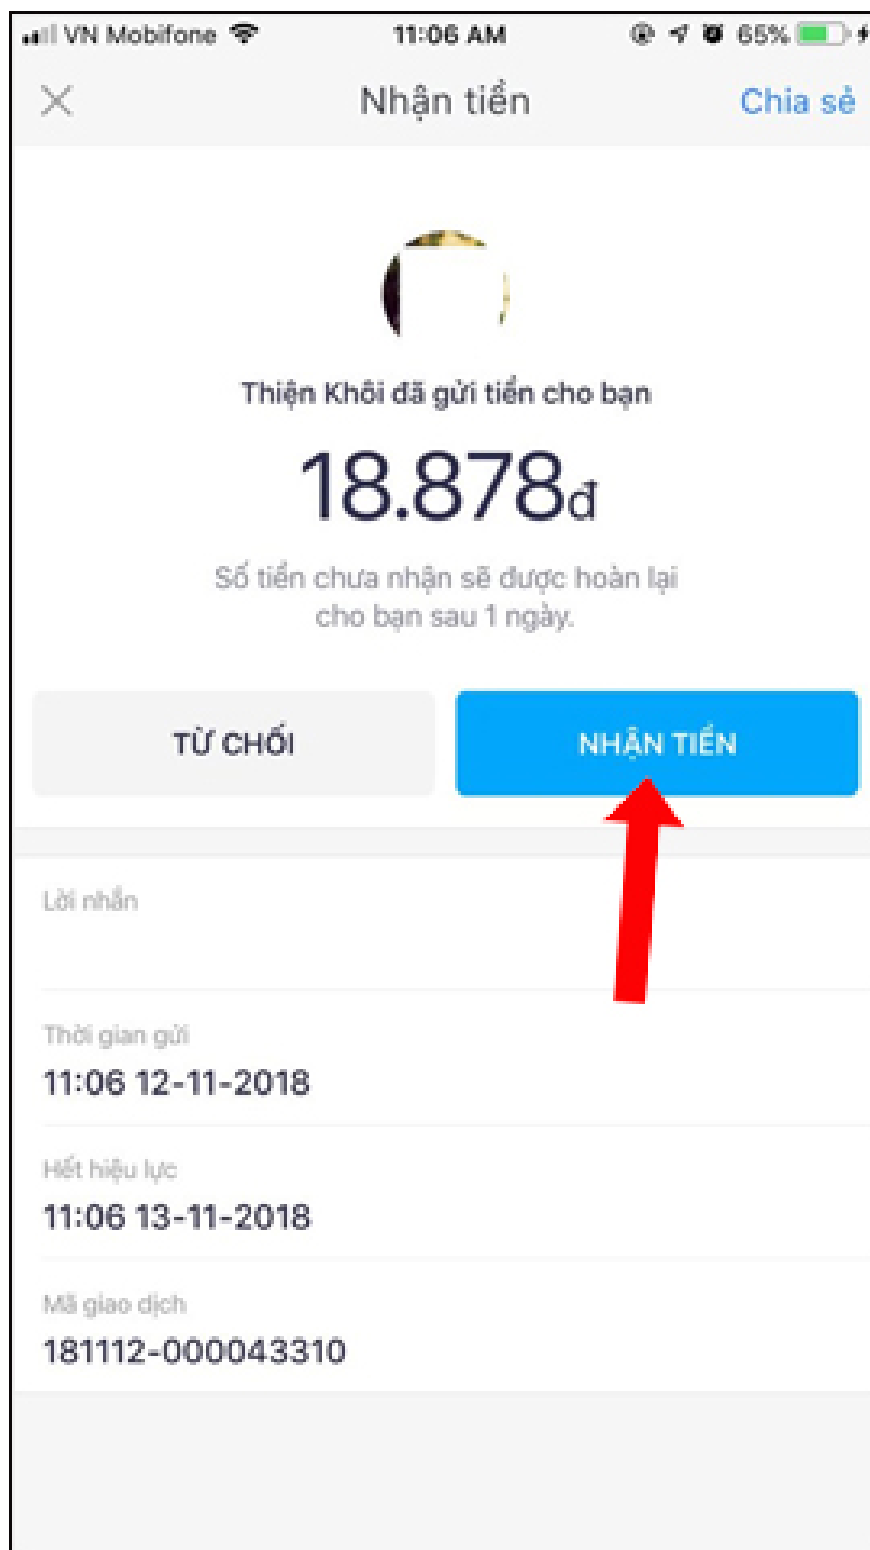 VN Mobifone 11:06 AM 65%
Nhận tiền Chia sẻ
Thiện Khôi đã gửi tiền cho bạn
18.878đ
Số tiền chưa nhận sẽ được hoàn lại
cho bạn sau 1 ngày.
TỪ CHỐI NHẬN TIỀN
Lời nhắn
Thời gian gửi
11:06 12-11-2018
Hết hiệu lực
11:06 13-11-2018
Mã giao dịch
181112-000043310